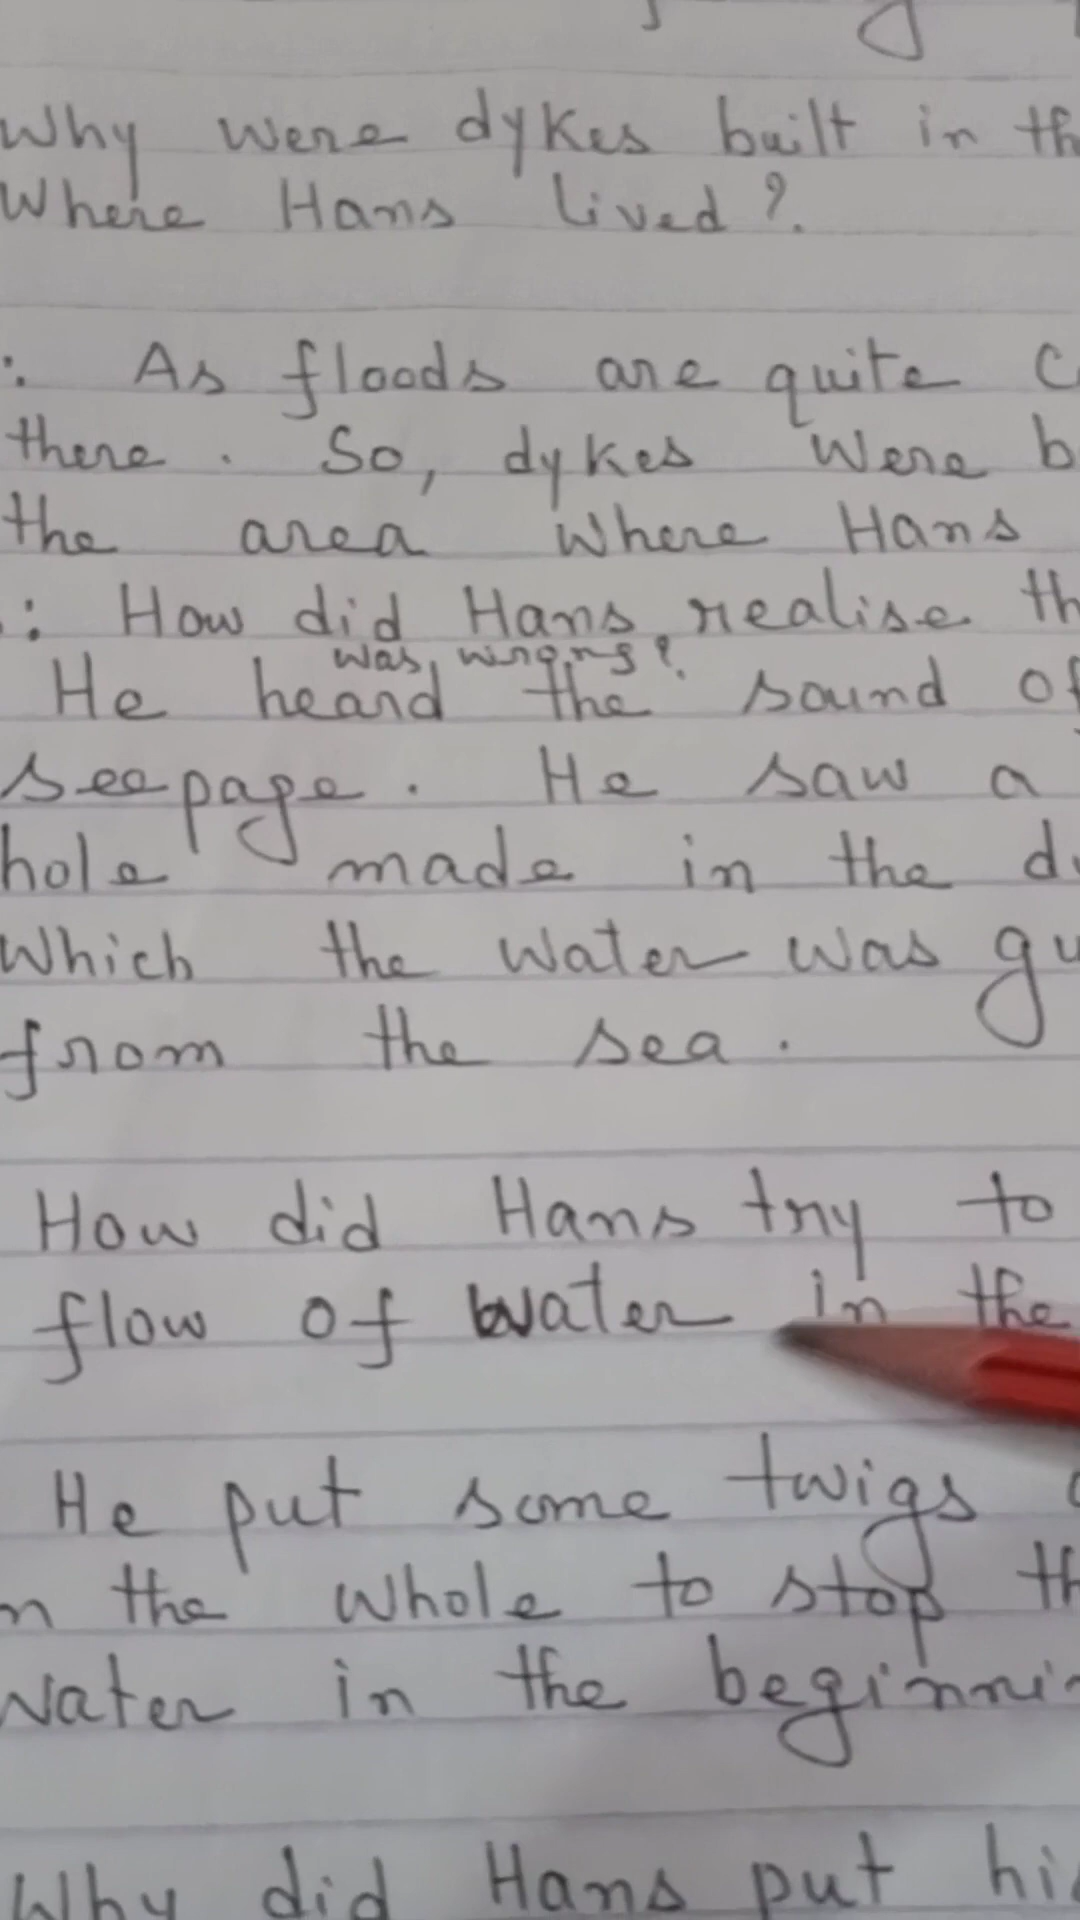 Why were dykes built in th
Where Hans lived ?.
: As floods are quite c
there . So, dykes were b
the area where Hans
.: How did Hans realise th
was wrong?
He heard the sound of
seepage . He saw a
hole made in the d
Which the water was gu
from the sea .
How did Hans try to
flow of water in the
He put some twigs
n the whole to stop th
Water in the beginni
Why did Hans put his